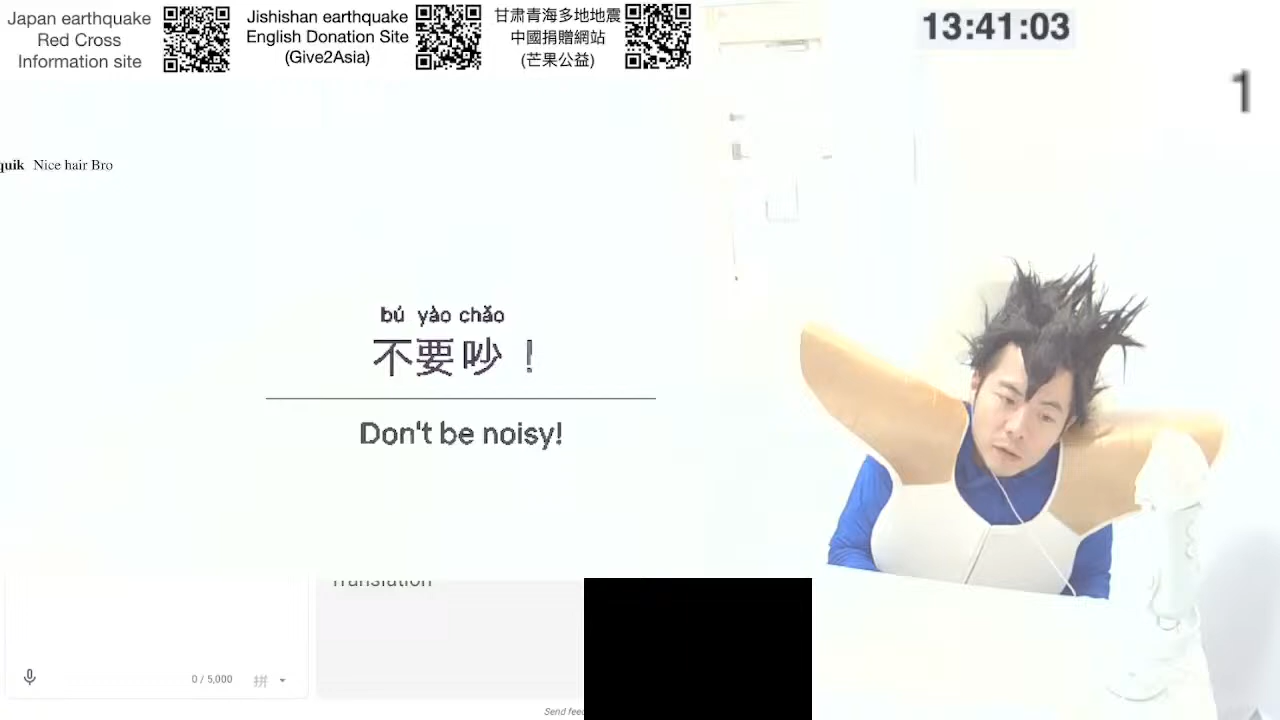 Japan earthquake
Red Cross
Information site
Jishishan earthquake
English Donation Site
(Give2Asia)
甘肃青海多地地震
中國捐贈網站
(芒果公益)
13:41:03
1
quik Nice hair Bro
bú yào chǎo
不要吵！
Don't be noisy!
Translation
0 / 5,000
拼
Send feed